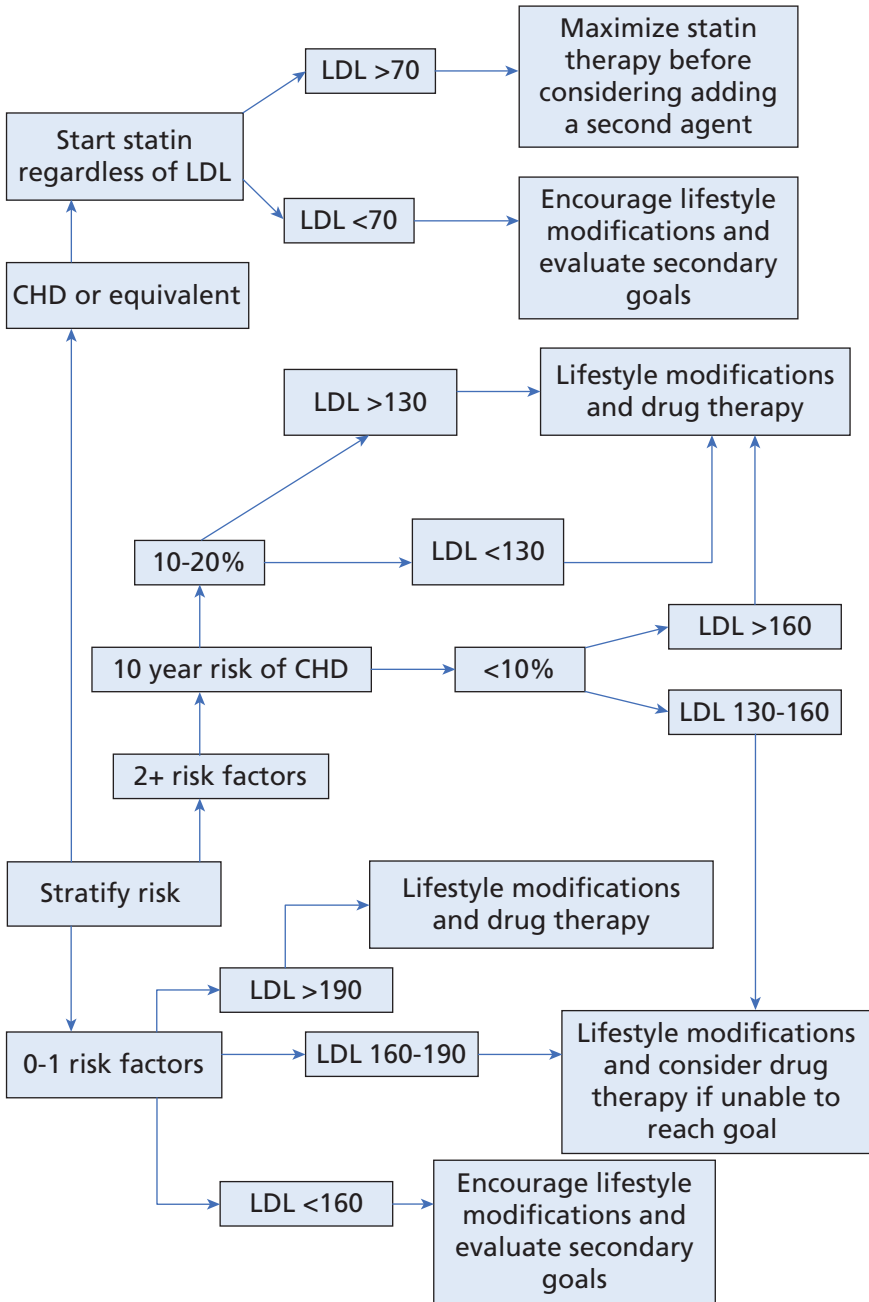 LDL >70
Maximize statin
therapy before
considering adding
a second agent
Start statin
regardless of LDL
LDL <70
Encourage lifestyle
modifications and
evaluate secondary
goals
CHD or equivalent
LDL >130
Lifestyle modifications
and drug therapy
10-20%
LDL <130
LDL >160
10 year risk of CHD
<10%
LDL 130-160
2+ risk factors
Stratify risk
Lifestyle modifications
and drug therapy
LDL >190
0-1 risk factors
LDL 160-190
Lifestyle modifications
and consider drug
therapy if unable to
reach goal
LDL <160
Encourage lifestyle
modifications and
evaluate secondary
goals